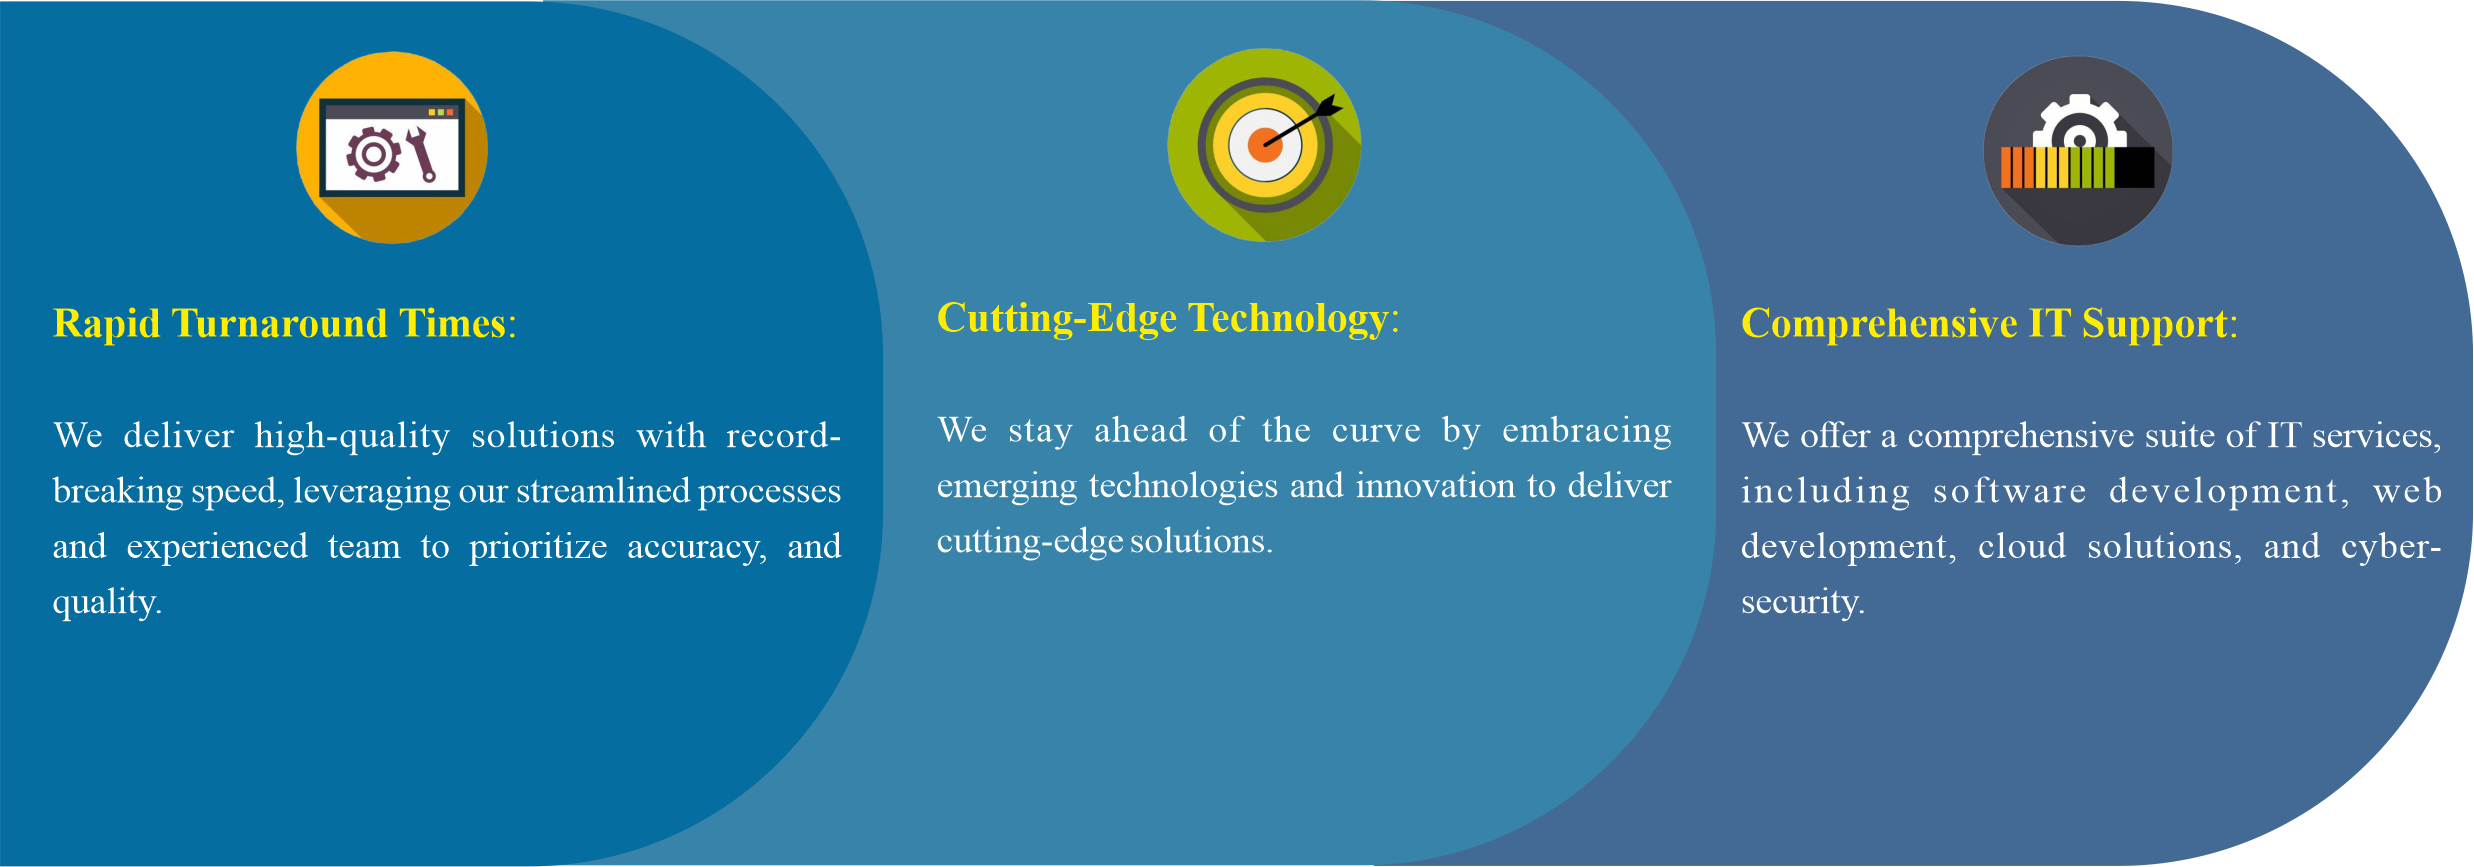 Rapid Turnaround Times:
We deliver high-quality solutions with record-
breaking speed, leveraging our streamlined processes
and experienced team to prioritize accuracy, and
quality.
Cutting-Edge Technology:
We stay ahead of the curve by embracing
emerging technologies and innovation to deliver
cutting-edge solutions.
Comprehensive IT Support:
We offer a comprehensive suite of IT services,
including software development, web
development, cloud solutions, and cyber-
security.